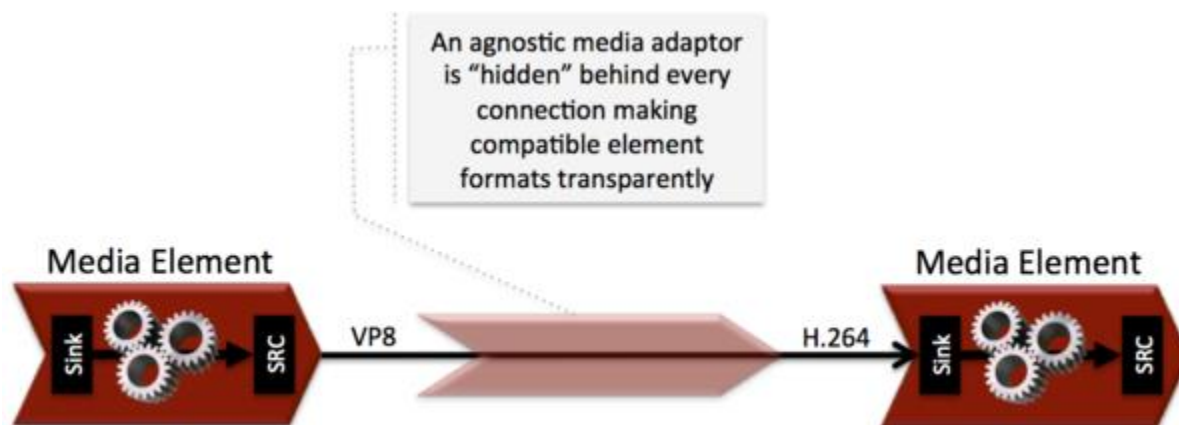 An agnostic media adaptor
is “hidden” behind every
connection making
compatible element
formats transparently
Media Element
Media Element
Sink
SRC
VP8
H.264
Sink
SRC